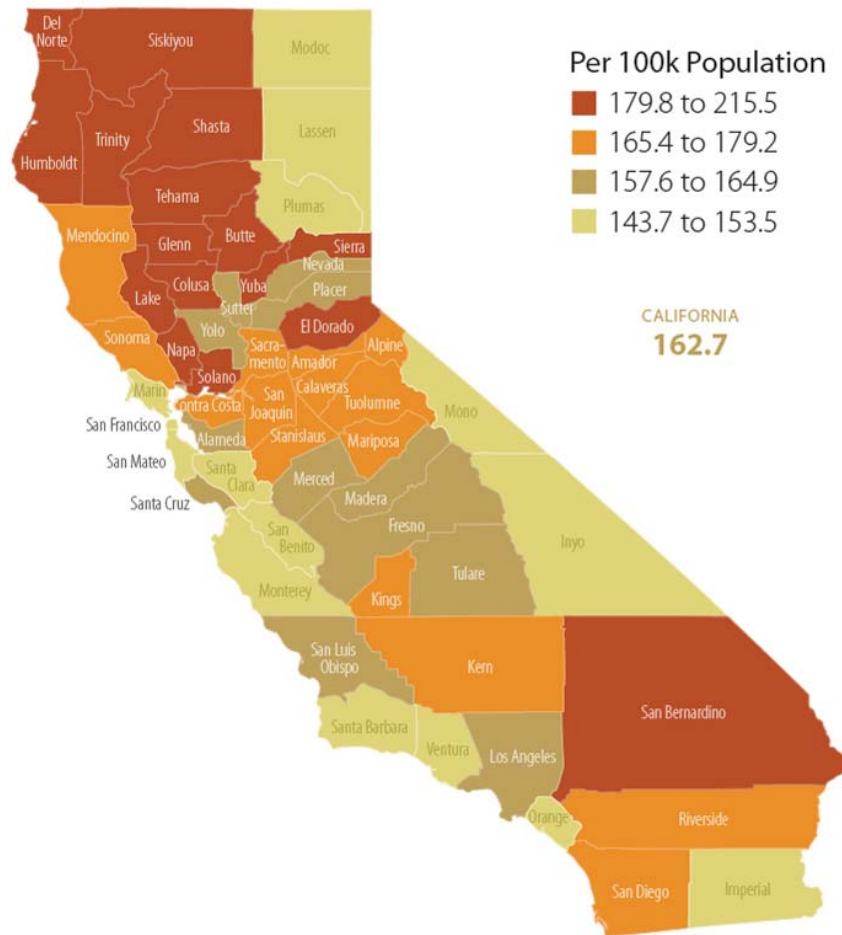 Del
Norte
Siskiyou
Modoc
Per 100k Population
179.8 to 215.5
165.4 to 179.2
157.6 to 164.9
143.7 to 153.5
Shasta
Lassen
Trinity
Humboldt
Tehama
Plumas
Mendocino
Butte
Glenn
Sierra
Nevada
Colusa
Yuba
Placer
Lake
Sutter
CALIFORNIA
162.7
Yolo
El Dorado
Sonoma
Napa
Sacra-
mento
Alpine
Amador
Solano
Marin
Calaveras
ontra Costa
San
Joaquin
Tuolumne
Mono
San Francisco
Alameda
Stanislaus
Mariposa
San Mateo
Santa
Clara
Merced
Santa Cruz
Madera
Fresno
San
Benito
Inyo
Tulare
Monterey
Kings
San Luis
Obispo
Kern
San Bernardino
Santa Barbara
Ventura
Los Angeles
Orange
Riverside
San Diego
Imperial